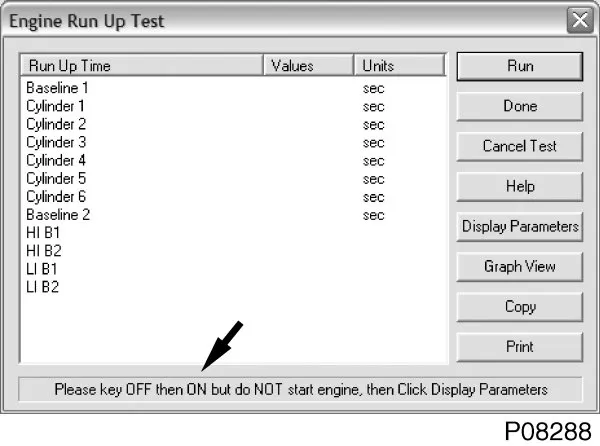 Engine Run Up Test
Run Up Time Values Units
Baseline 1 sec
Cylinder 1 sec
Cylinder 2 sec
Cylinder 3 sec
Cylinder 4 sec
Cylinder 5 sec
Cylinder 6 sec
Baseline 2 sec
HI B1
HI B2
LI B1
LI B2
Run
Done
Cancel Test
Help
Display Parameters
Graph View
Copy
Print
Please key OFF then ON but do NOT start engine, then Click Display Parameters
P08288